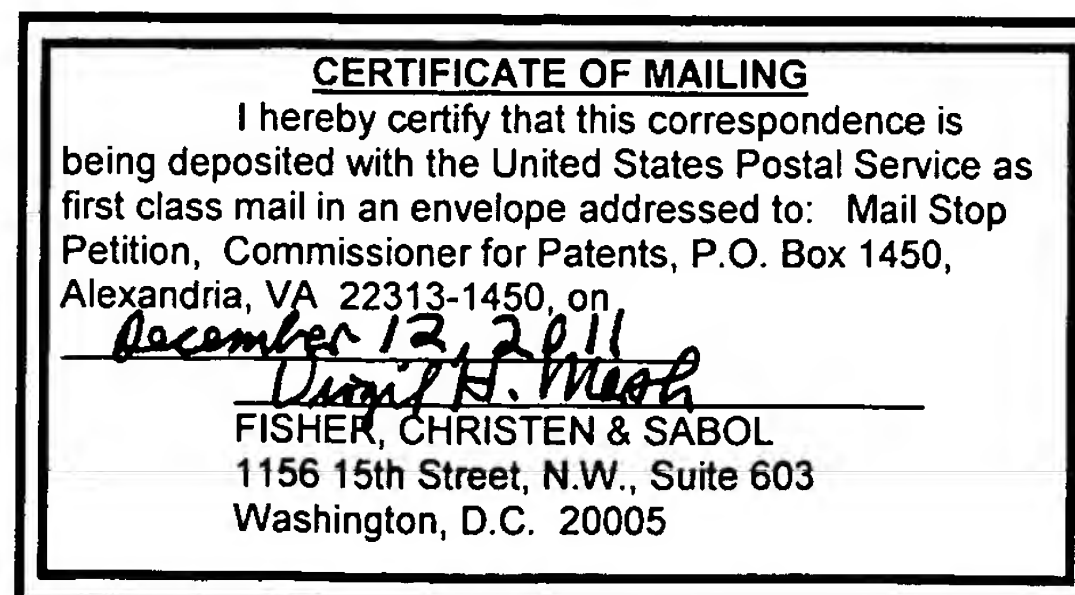 CERTIFICATE OF MAILING
I hereby certify that this correspondence is
being deposited with the United States Postal Service as
first class mail in an envelope addressed to: Mail Stop
Petition, Commissioner for Patents, P.O. Box 1450,
Alexandria, VA 22313-1450, on
December 12, 2011
Virgil H. Marsh
FISHER, CHRISTEN & SABOL
1156 15th Street, N.W., Suite 603
Washington, D.C. 20005